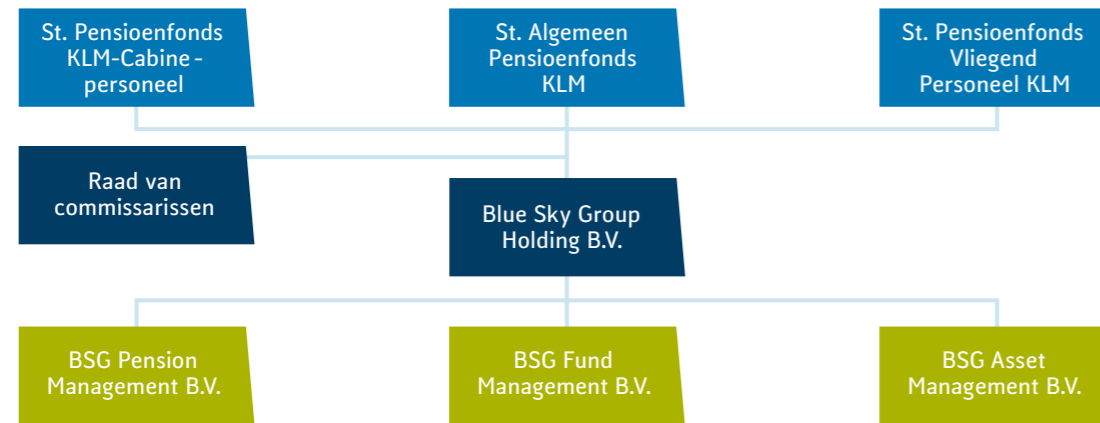 St. Pensioenfonds
KLM-Cabine -
personeel
St. Algemeen
Pensioenfonds
KLM
St. Pensioenfonds
Vliegend
Personeel KLM
Raad van
commissarissen
Blue Sky Group
Holding B.V.
BSG Pension
Management B.V.
BSG Fund
Management B.V.
BSG Asset
Management B.V.